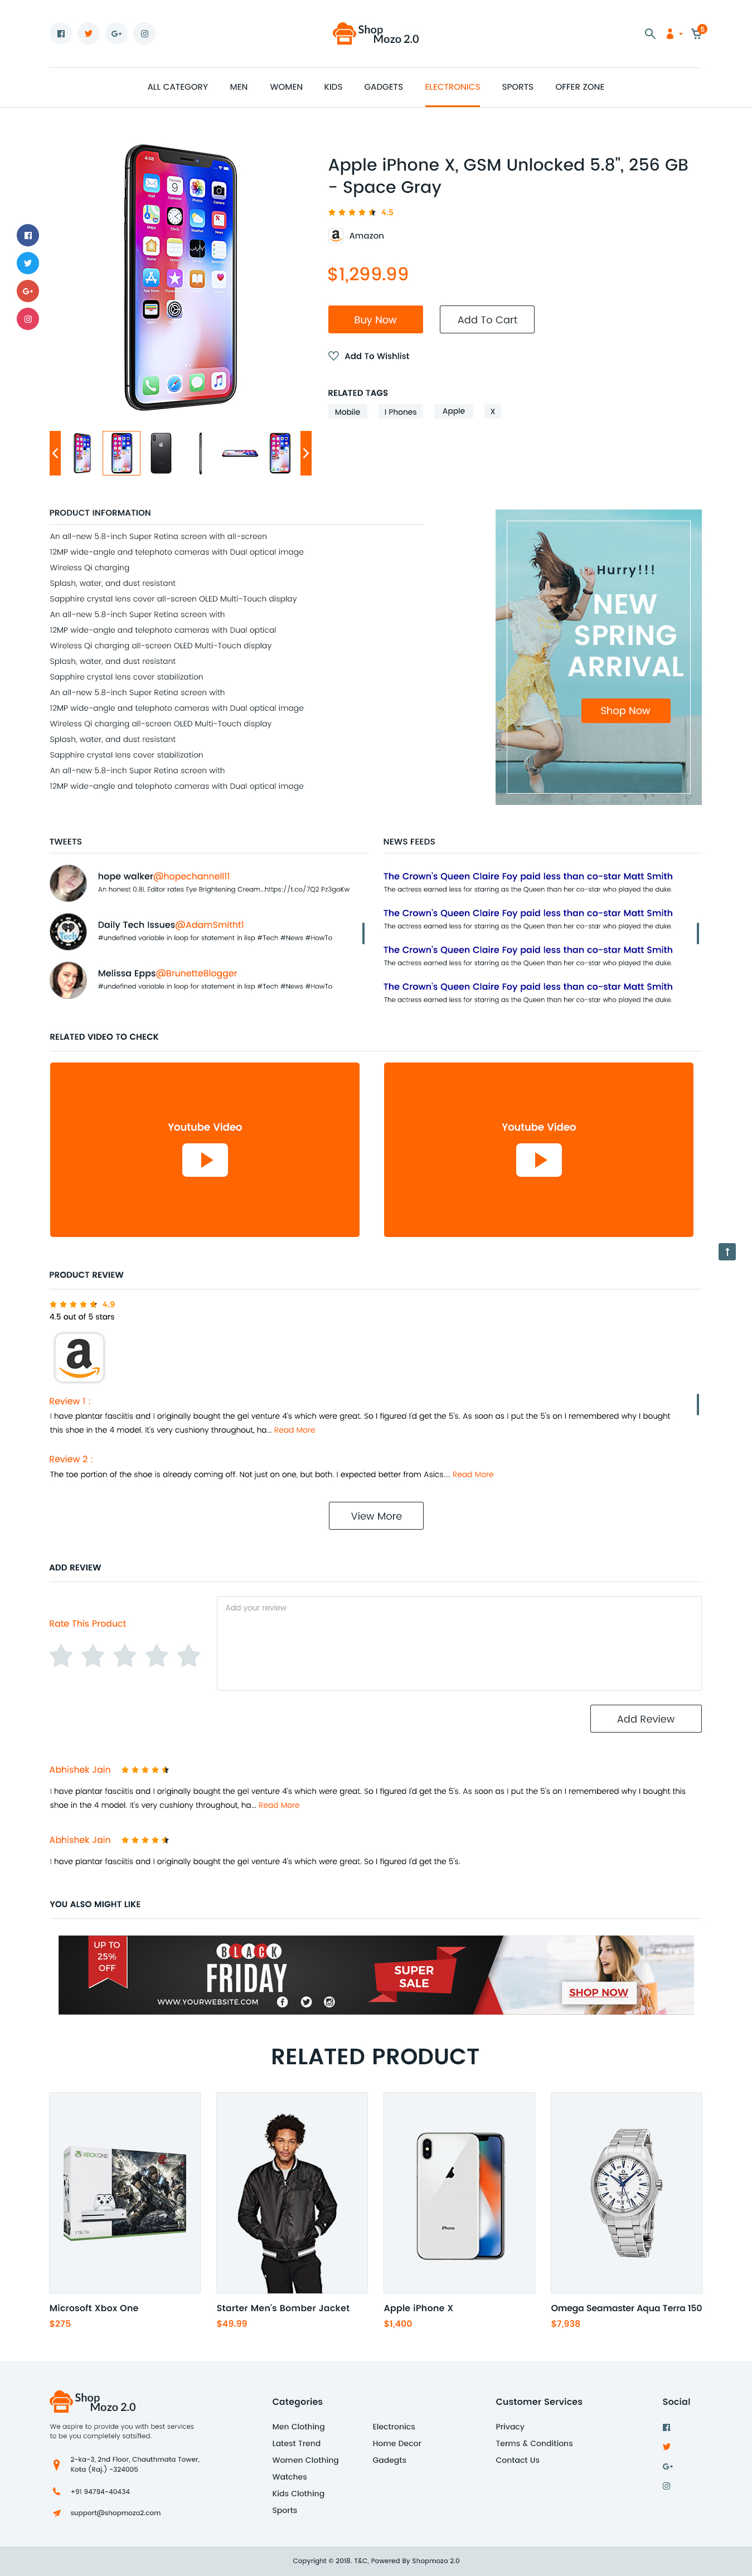 Shop
Mozo 2.0
5
ALL CATEGORY MEN WOMEN KIDS GADGETS ELECTRONICS SPORTS OFFER ZONE
Apple iPhone X, GSM Unlocked 5.8", 256 GB
- Space Gray
4.5
Amazon
$1,299.99
Buy Now Add To Cart
Add To Wishlist
RELATED TAGS
Mobile I Phones Apple X
PRODUCT INFORMATION
An all-new 5.8-inch Super Retina screen with all-screen
12MP wide-angle and telephoto cameras with Dual optical image
Wireless Qi charging
Splash, water, and dust resistant
Sapphire crystal lens cover all-screen OLED Multi-Touch display
An all-new 5.8-inch Super Retina screen with
12MP wide-angle and telephoto cameras with Dual optical
Wireless Qi charging all-screen OLED Multi-Touch display
Splash, water, and dust resistant
Sapphire crystal lens cover stabilization
An all-new 5.8-inch Super Retina screen with
12MP wide-angle and telephoto cameras with Dual optical image
Wireless Qi charging all-screen OLED Multi-Touch display
Splash, water, and dust resistant
Sapphire crystal lens cover stabilization
An all-new 5.8-inch Super Retina screen with
12MP wide-angle and telephoto cameras with Dual optical image
Hurry!!!
NEW
SPRING
ARRIVAL
Shop Now
TWEETS
hope walker@hopechannel11
An honest 0.BL Editor rates Eye Brightening Cream...https://t.co/7Q2 Pz3gaKw
Daily Tech Issues@AdamSmitht1
#undefined variable in loop for statement in lisp #Tech #News #HowTo
Melissa Epps@BrunetteBlogger
#undefined variable in loop for statement in lisp #Tech #News #HowTo
NEWS FEEDS
The Crown's Queen Claire Foy paid less than co-star Matt Smith
The actress earned less for starring as the Queen than her co-star who played the duke.
The Crown's Queen Claire Foy paid less than co-star Matt Smith
The actress earned less for starring as the Queen than her co-star who played the duke.
The Crown's Queen Claire Foy paid less than co-star Matt Smith
The actress earned less for starring as the Queen than her co-star who played the duke.
The Crown's Queen Claire Foy paid less than co-star Matt Smith
The actress earned less for starring as the Queen than her co-star who played the duke.
RELATED VIDEO TO CHECK
Youtube Video Youtube Video
PRODUCT REVIEW
4.9
4.5 out of 5 stars
Review 1 :
I have plantar fasciitis and I originally bought the gel venture 4's which were great. So I figured I'd get the 5's. As soon as I put the 5's on I remembered why I bought
this shoe in the 4 model. It's very cushiony throughout, ha... Read More
Review 2 :
The toe portion of the shoe is already coming off. Not just on one, but both. I expected better from Asics.... Read More
View More
ADD REVIEW
Rate This Product
Add your review
Add Review
Abhishek Jain
I have plantar fasciitis and I originally bought the gel venture 4's which were great. So I figured I'd get the 5's. As soon as I put the 5's on I remembered why I bought this
shoe in the 4 model. It's very cushiony throughout, ha... Read More
Abhishek Jain
I have plantar fasciitis and I originally bought the gel venture 4's which were great. So I figured I'd get the 5's.
YOU ALSO MIGHT LIKE
UP TO
25%
OFF
BLACK
FRIDAY
WWW.YOURWEBSITE.COM
SUPER
SALE
SHOP NOW
RELATED PRODUCT
XBOX ONE
iPhone
Microsoft Xbox One
$275
Starter Men's Bomber Jacket
$49.99
Apple iPhone X
$1,400
Omega Seamaster Aqua Terra 150
$7,938
Shop
Mozo 2.0
We aspire to provide you with best services
to be you completely satsified.
2-ka-3, 2nd Floor, Chauthmata Tower,
Kota (Raj.) -324005
+91 94794-40434
support@shopmozo2.com
Categories
Men Clothing
Latest Trend
Women Clothing
Watches
Kids Clothing
Sports
Electronics
Home Decor
Gadegts
Customer Services
Privacy
Terms & Conditions
Contact Us
Social
Copyright © 2018. T&C, Powered By Shopmozo 2.0